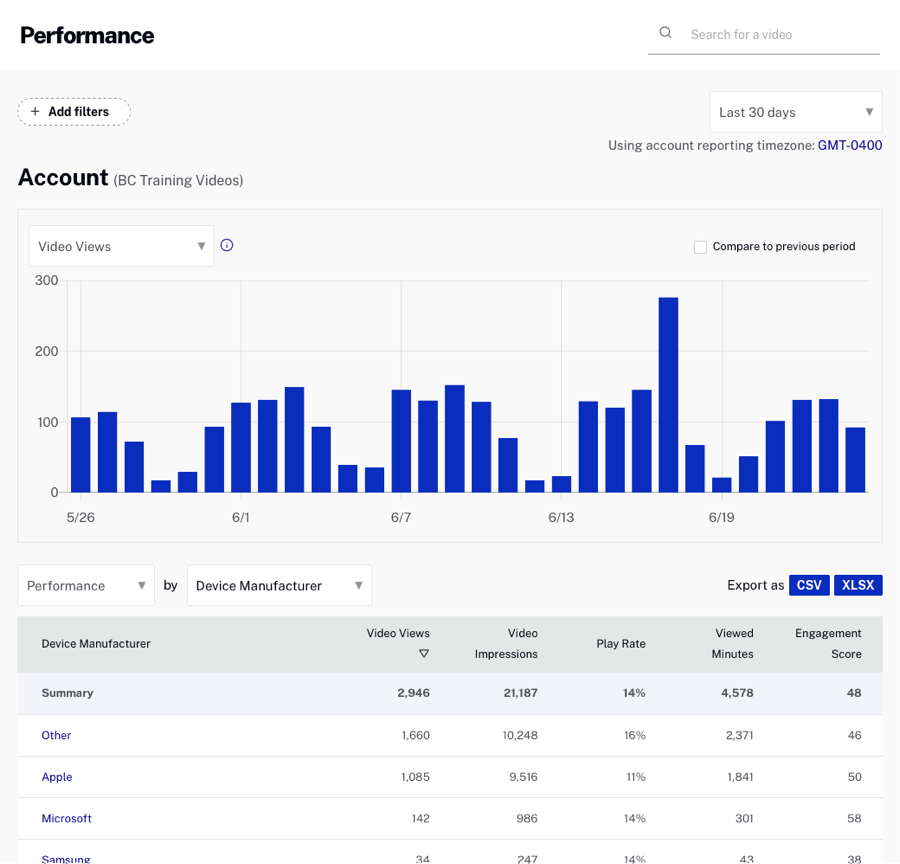 Performance
Search for a video
+ Add filters
Last 30 days
Using account reporting timezone: GMT-0400
Account (BC Training Videos)
Video Views
Compare to previous period
300
200
100
0
5/26 6/1 6/7 6/13 6/19
Performance by Device Manufacturer Export as CSV XLSX
Device Manufacturer Video Views Video Impressions Play Rate Viewed Minutes Engagement Score
Summary 2,946 21,187 14% 4,578 48
Other 1,660 10,248 16% 2,371 46
Apple 1,085 9,516 11% 1,841 50
Microsoft 142 986 14% 301 58
Samsung 34 247 14% 43 38